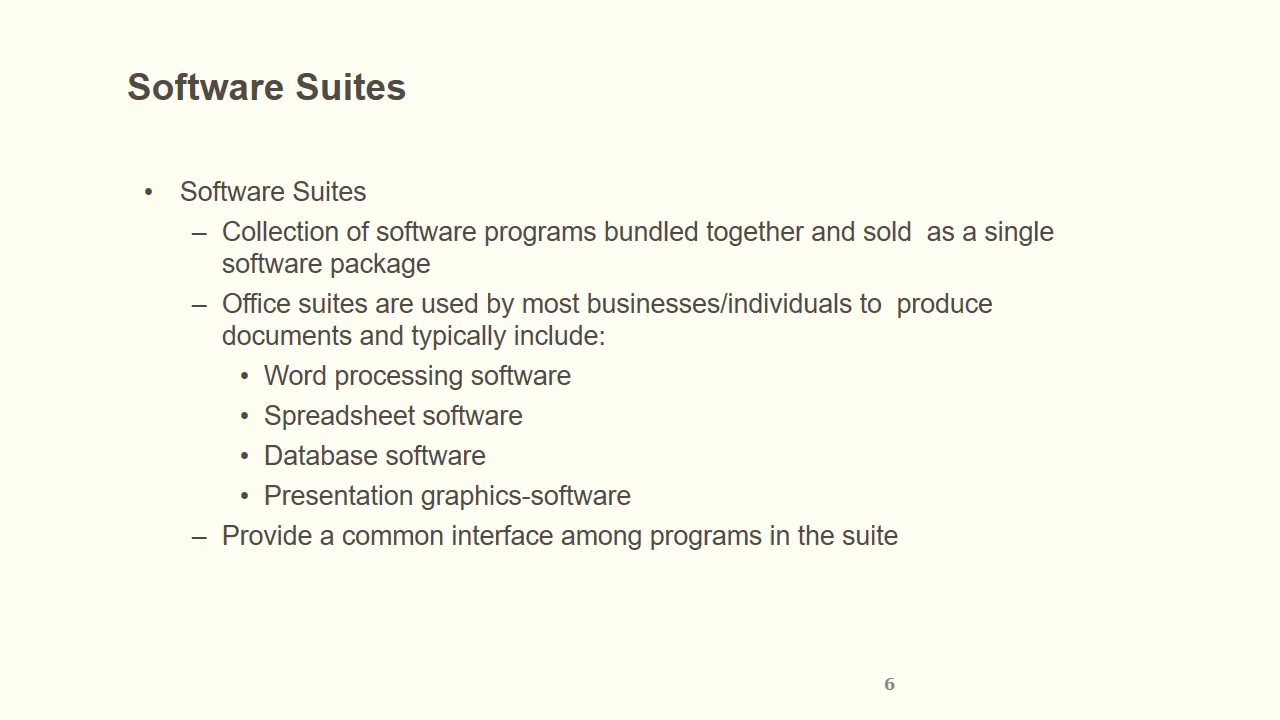 Software Suites
• Software Suites
– Collection of software programs bundled together and sold  as a single
software package
– Office suites are used by most businesses/individuals to  produce
documents and typically include:
• Word processing software
• Spreadsheet software
• Database software
• Presentation graphics-software
– Provide a common interface among programs in the suite
6